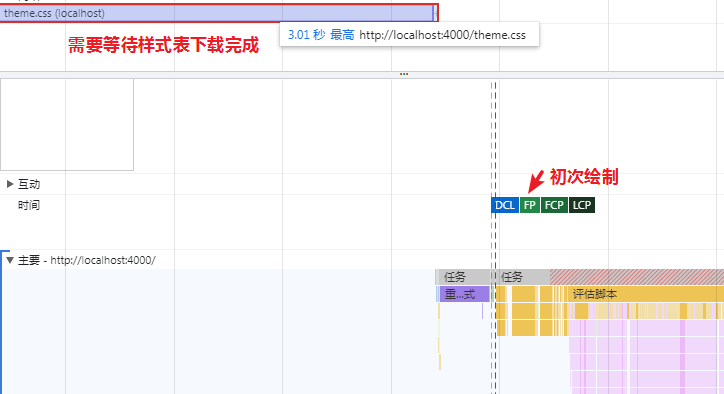 theme.css (localhost)
3.01 秒 最高 http://localhost:4000/theme.css
需要等待样式表下载完成
...
互动
初次绘制
时间
DCL FP FCP LCP
主要 - http://localhost:4000/
任务 任务
重...式 评估脚本